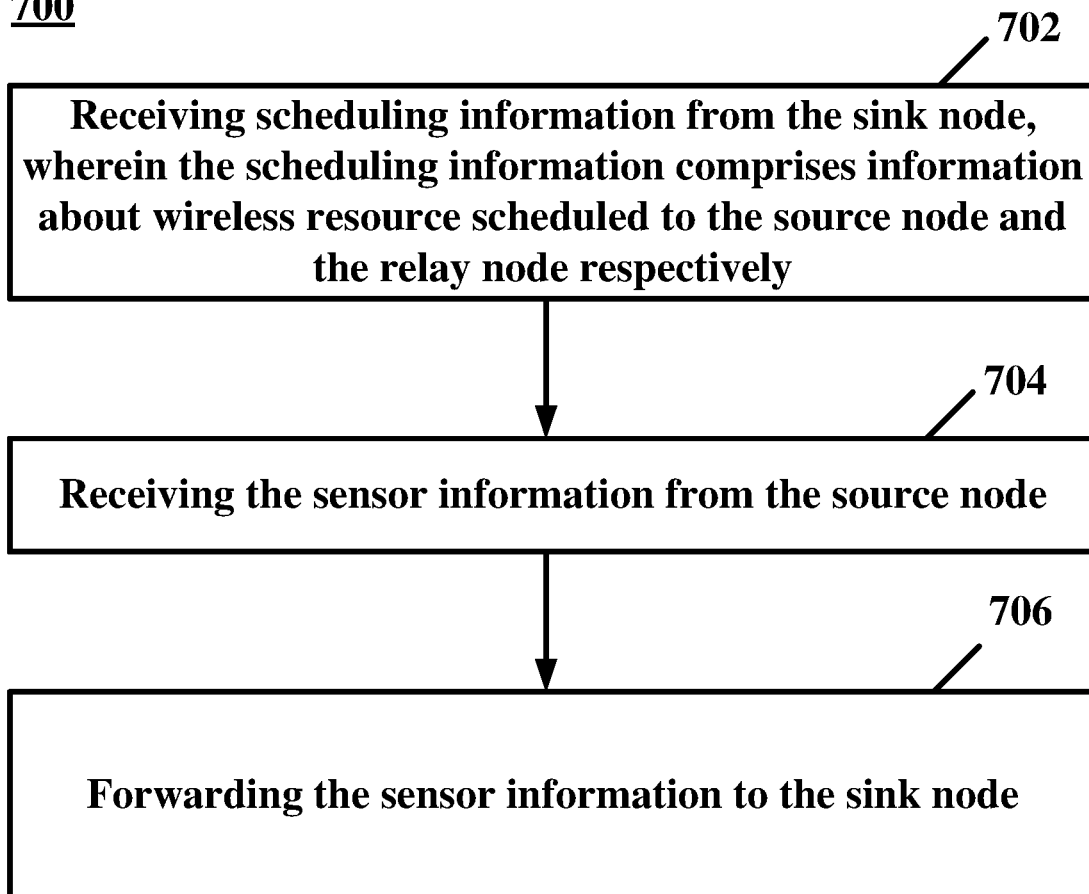 700
702
Receiving scheduling information from the sink node,
wherein the scheduling information comprises information
about wireless resource scheduled to the source node and
the relay node respectively
704
Receiving the sensor information from the source node
706
Forwarding the sensor information to the sink node